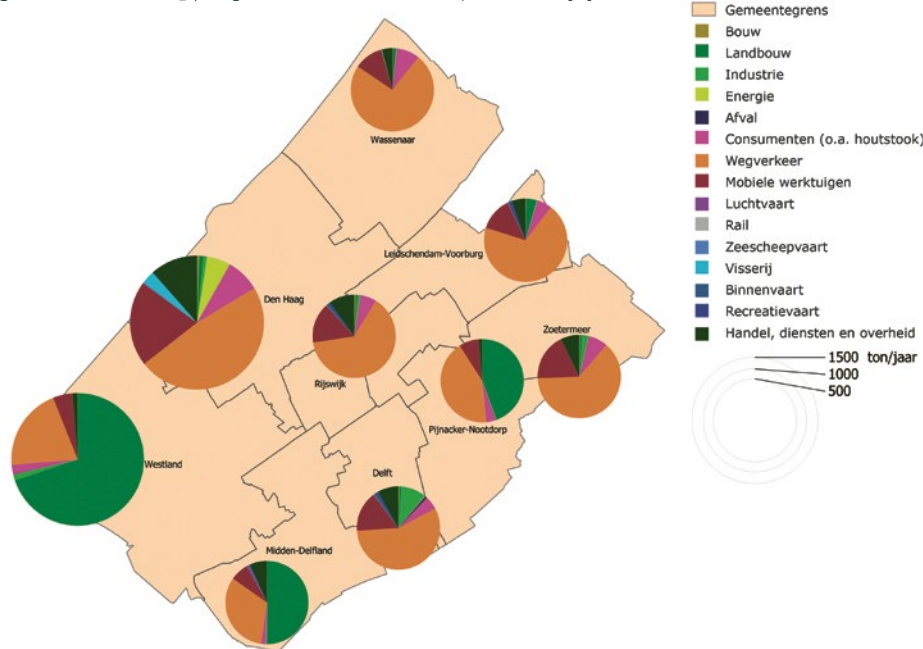 Gemeentegrens
Bouw
Landbouw
Industrie
Energie
Afval
Consumenten (o.a. houtstook)
Wegverkeer
Mobiele werktuigen
Luchtvaart
Rail
Zeescheepvaart
Visserij
Binnenvaart
Recreatievaart
Handel, diensten en overheid
1500 ton/jaar
1000
500
Wassenaar
Leidschendam-Voorburg
Den Haag
Zoetermeer
Rijswijk
Pijnacker-Nootdorp
Westland
Delft
Midden-Delfland